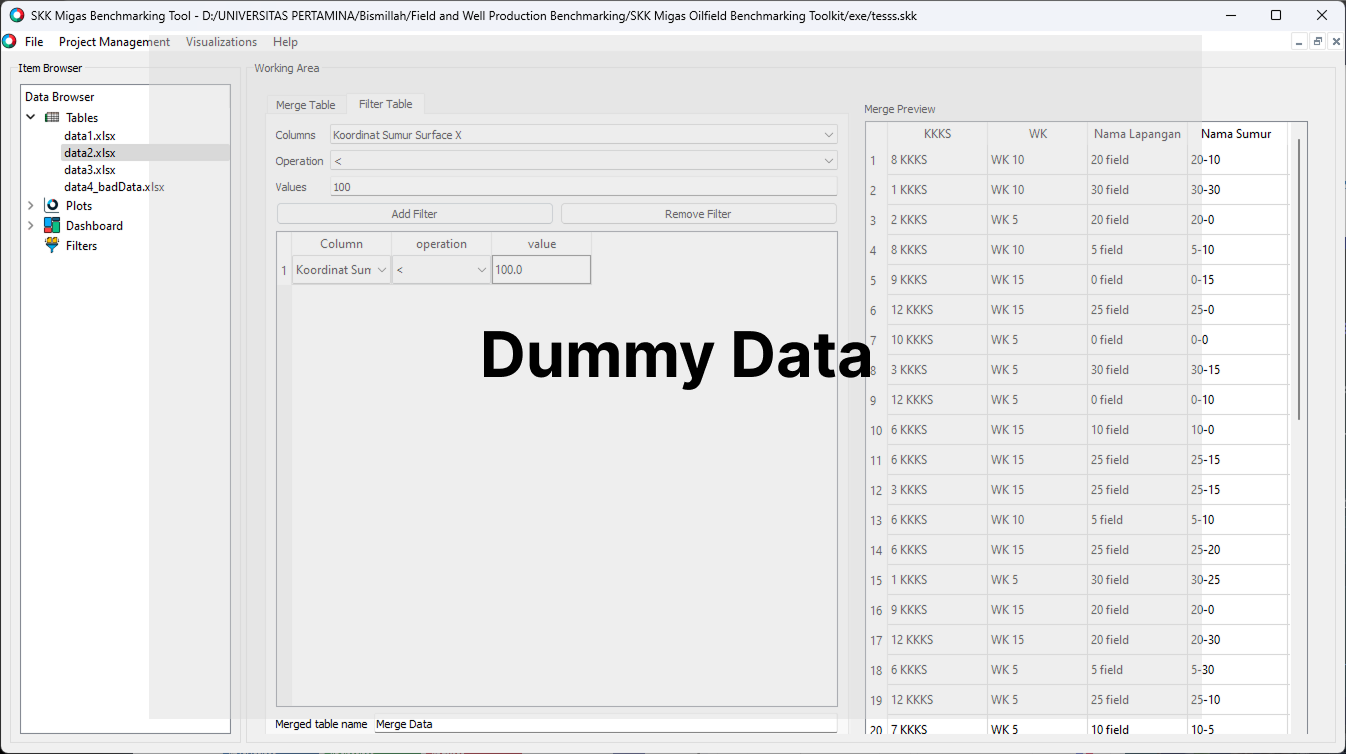 SKK Migas Benchmarking Tool - D:/UNIVERSITAS PERTAMINA/Bismillah/Field and Well Production Benchmarking/SKK Migas Oilfield Benchmarking Toolkit/exe/tesss.skk
File Project Management Visualizations Help
Item Browser
Data Browser
Tables
data1.xlsx
data2.xlsx
data3.xlsx
data4_badData.xlsx
Plots
Dashboard
Filters
Working Area
Merge Table Filter Table
Columns Koordinat Sumur Surface X
Operation <
Values 100
Add Filter Remove Filter
Column operation value
1 Koordinat Sum < 100.0
Dummy Data
Merged table name Merge Data
Merge Preview
KKKS WK Nama Lapangan Nama Sumur
1 8 KKKS WK 10 20 field 20-10
2 1 KKKS WK 10 30 field 30-30
3 2 KKKS WK 5 20 field 20-0
4 8 KKKS WK 10 5 field 5-10
5 9 KKKS WK 15 0 field 0-15
6 12 KKKS WK 15 25 field 25-0
7 10 KKKS WK 5 0 field 0-0
8 3 KKKS WK 5 30 field 30-15
9 12 KKKS WK 5 0 field 0-10
10 6 KKKS WK 15 10 field 10-0
11 6 KKKS WK 15 25 field 25-15
12 3 KKKS WK 15 25 field 25-15
13 6 KKKS WK 10 5 field 5-10
14 6 KKKS WK 15 25 field 25-20
15 1 KKKS WK 5 30 field 30-25
16 9 KKKS WK 15 20 field 20-0
17 12 KKKS WK 15 20 field 20-30
18 6 KKKS WK 5 5 field 5-30
19 12 KKKS WK 5 25 field 25-10
20 7 KKKS WK 5 10 field 10-5